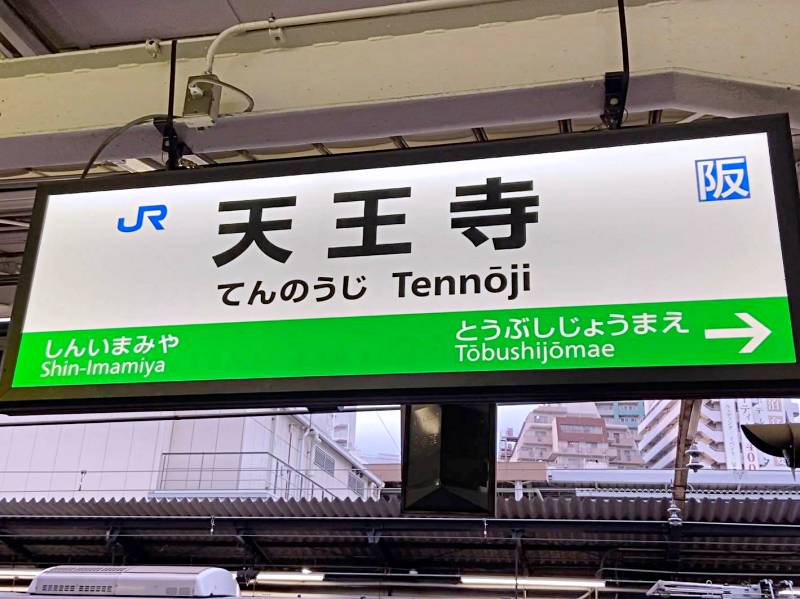 JR
天王寺
阪
てんのうじ Tennōji
しんいまみや
Shin-Imamiya
とうぶしじょうまえ
Tōbushijōmae